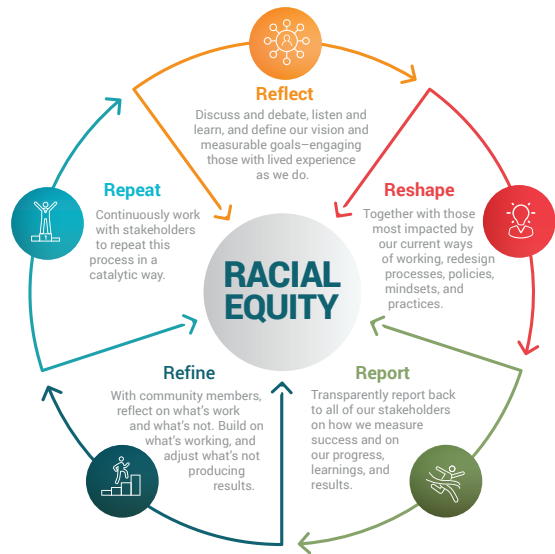 Reflect
Discuss and debate, listen and
learn, and define our vision and
measurable goals–engaging
those with lived experience
as we do.
Reshape
Together with those
most impacted by
our current ways
of working, redesign
processes, policies,
mindsets, and
practices.
Report
Transparently report back
to all of our stakeholders
on how we measure
success and on
our progress,
learnings, and
results.
Refine
With community members,
reflect on what's work
and what's not. Build on
what's working, and
adjust what's not
producing
results.
Repeat
Continuously work
with stakeholders
to repeat this
process in a
catalytic way.
RACIAL
EQUITY
1